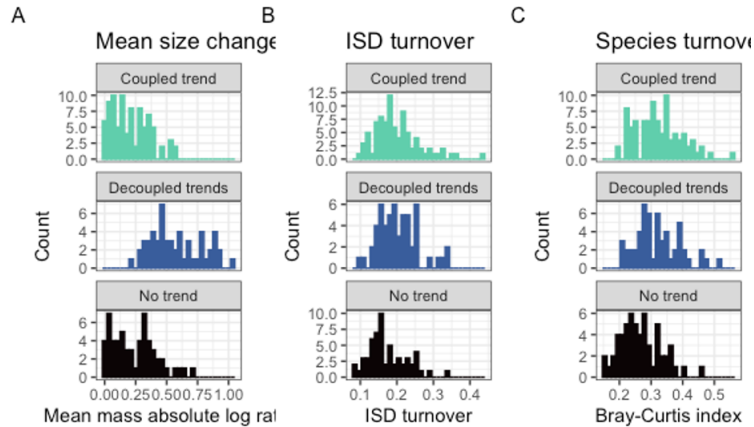 A
Mean size change
Coupled trend
10.0
7.5
5.0
2.5
0.0
Decoupled trends
6
4
2
0
Count
No trend
6
4
2
0
0.00 0.25 0.50 0.75 1.00
Mean mass absolute log rat
B
ISD turnover
Coupled trend
12.5
10.0
7.5
5.0
2.5
0.0
Decoupled trends
6
4
2
0
Count
No trend
10.0
7.5
5.0
2.5
0.0
0.1 0.2 0.3 0.4
ISD turnover
C
Species turnove
Coupled trend
10.0
7.5
5.0
2.5
0.0
Decoupled trends
6
4
2
0
Count
No trend
6
4
2
0
0.2 0.3 0.4 0.5
Bray-Curtis index